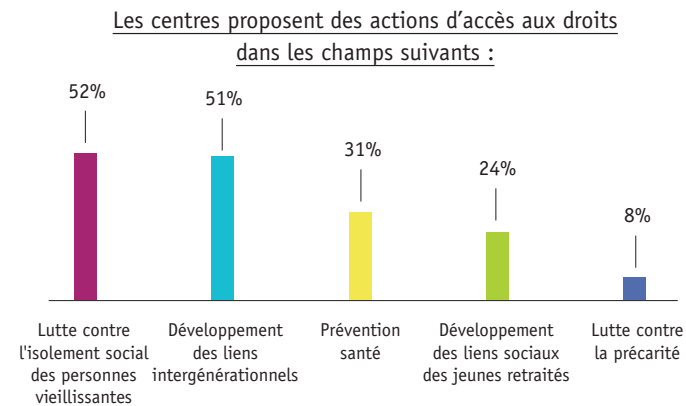 Les centres proposent des actions d'accès aux droits
dans les champs suivants :
52%
51%
31%
24%
8%
Lutte contre
l'isolement social
des personnes
vieillissantes
Développement
des liens
intergénérationnels
Prévention
santé
Développement
des liens sociaux
des jeunes retraités
Lutte contre
la précarité